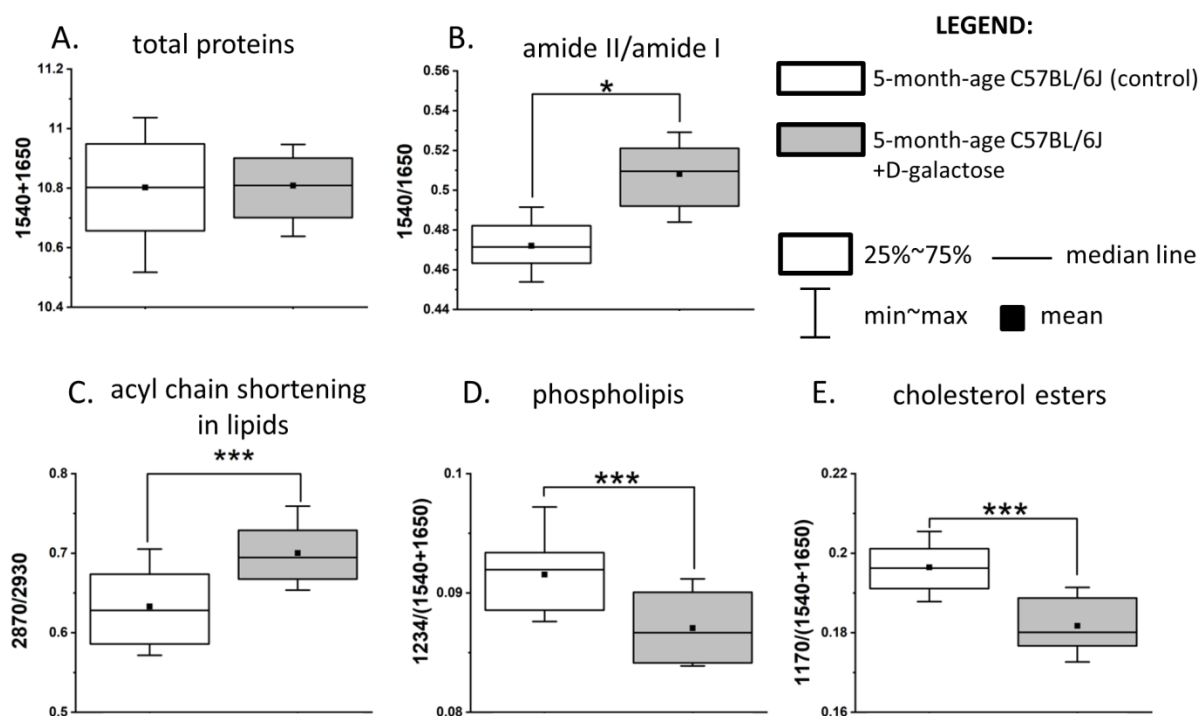 A. total proteins
11.2
11
10.8
10.6
10.4
1540+1650
B. amide II/amide I
0.56
0.54
0.52
0.5
0.48
0.46
0.44
1540/1650
*
LEGEND:
5-month-age C57BL/6J (control)
5-month-age C57BL/6J
+D-galactose
25%~75%
median line
min~max
mean
C. acyl chain shortening
in lipids
0.8
0.7
0.6
0.5
2870/2930
***
D. phospholipis
0.1
0.09
0.08
1234/(1540+1650)
***
E. cholesterol esters
0.22
0.2
0.18
0.16
1170/(1540+1650)
***